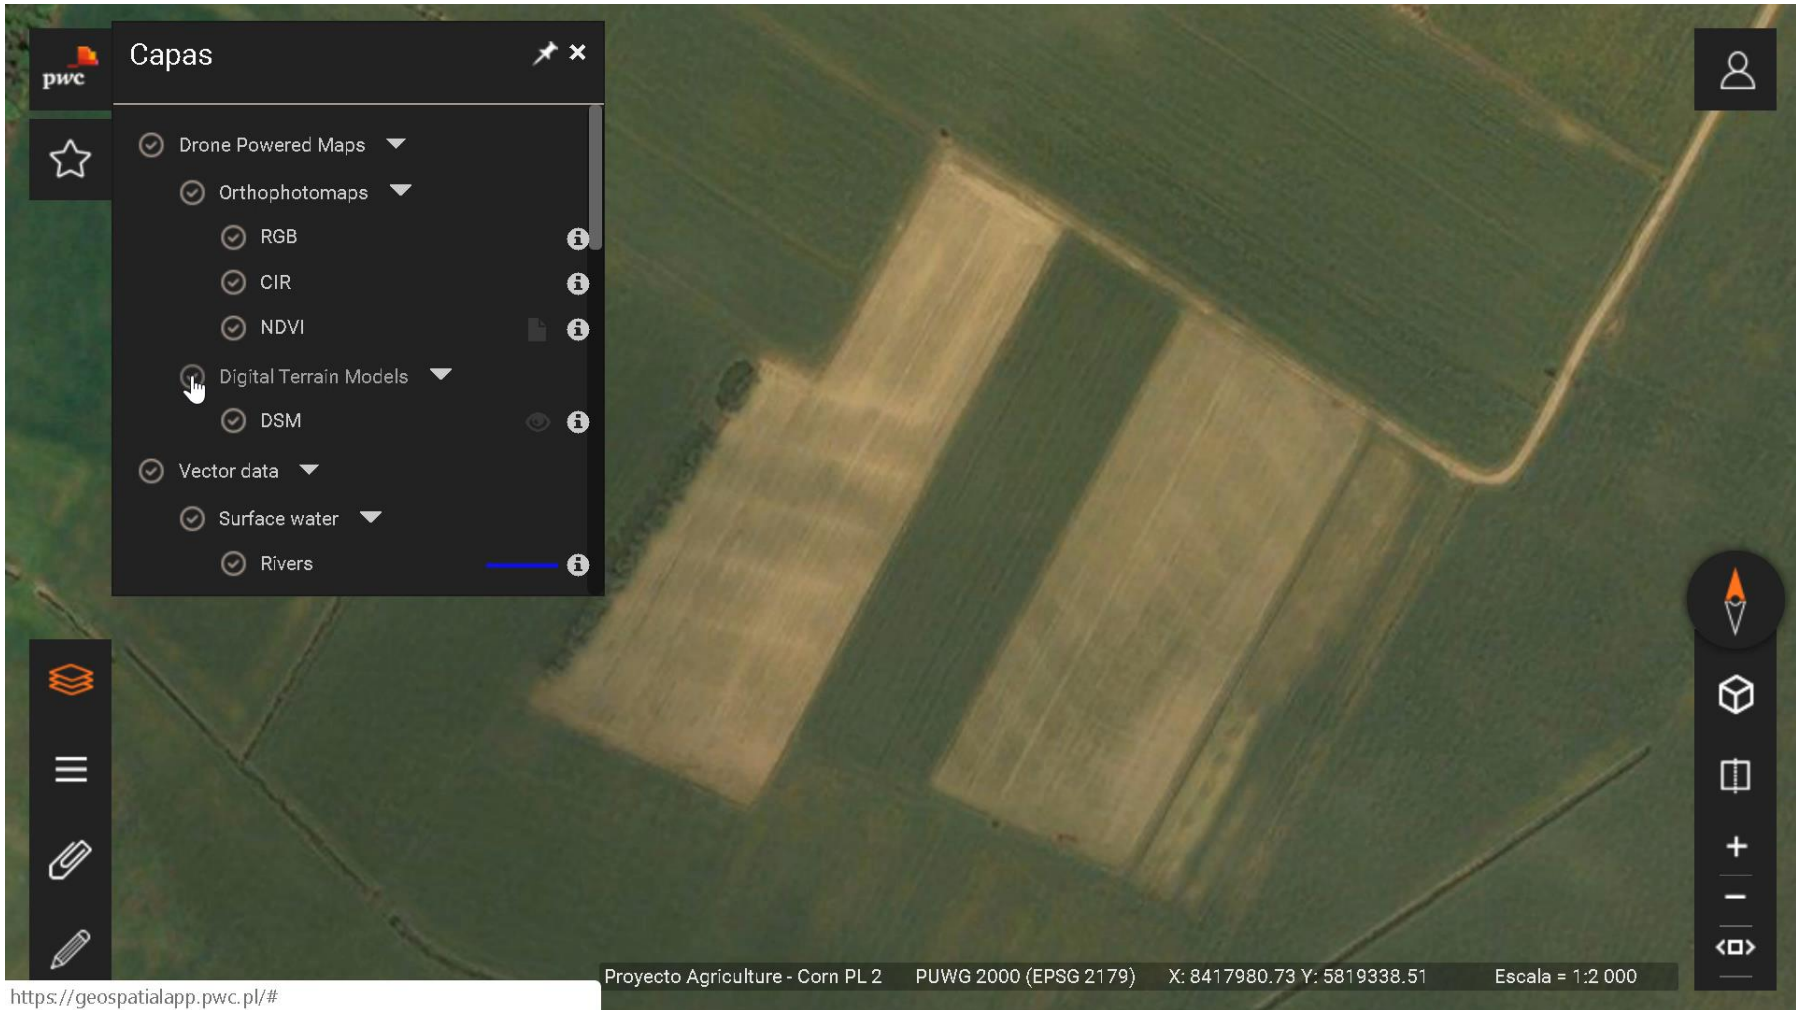 pwc
Capas
Drone Powered Maps
Orthophotomaps
RGB
CIR
NDVI
Digital Terrain Models
DSM
Vector data
Surface water
Rivers
Proyecto Agriculture - Corn PL 2 PUWG 2000 (EPSG 2179) X: 8417980.73 Y: 5819338.51 Escala = 1:2 000
https://geospatialapp.pwc.pl/#